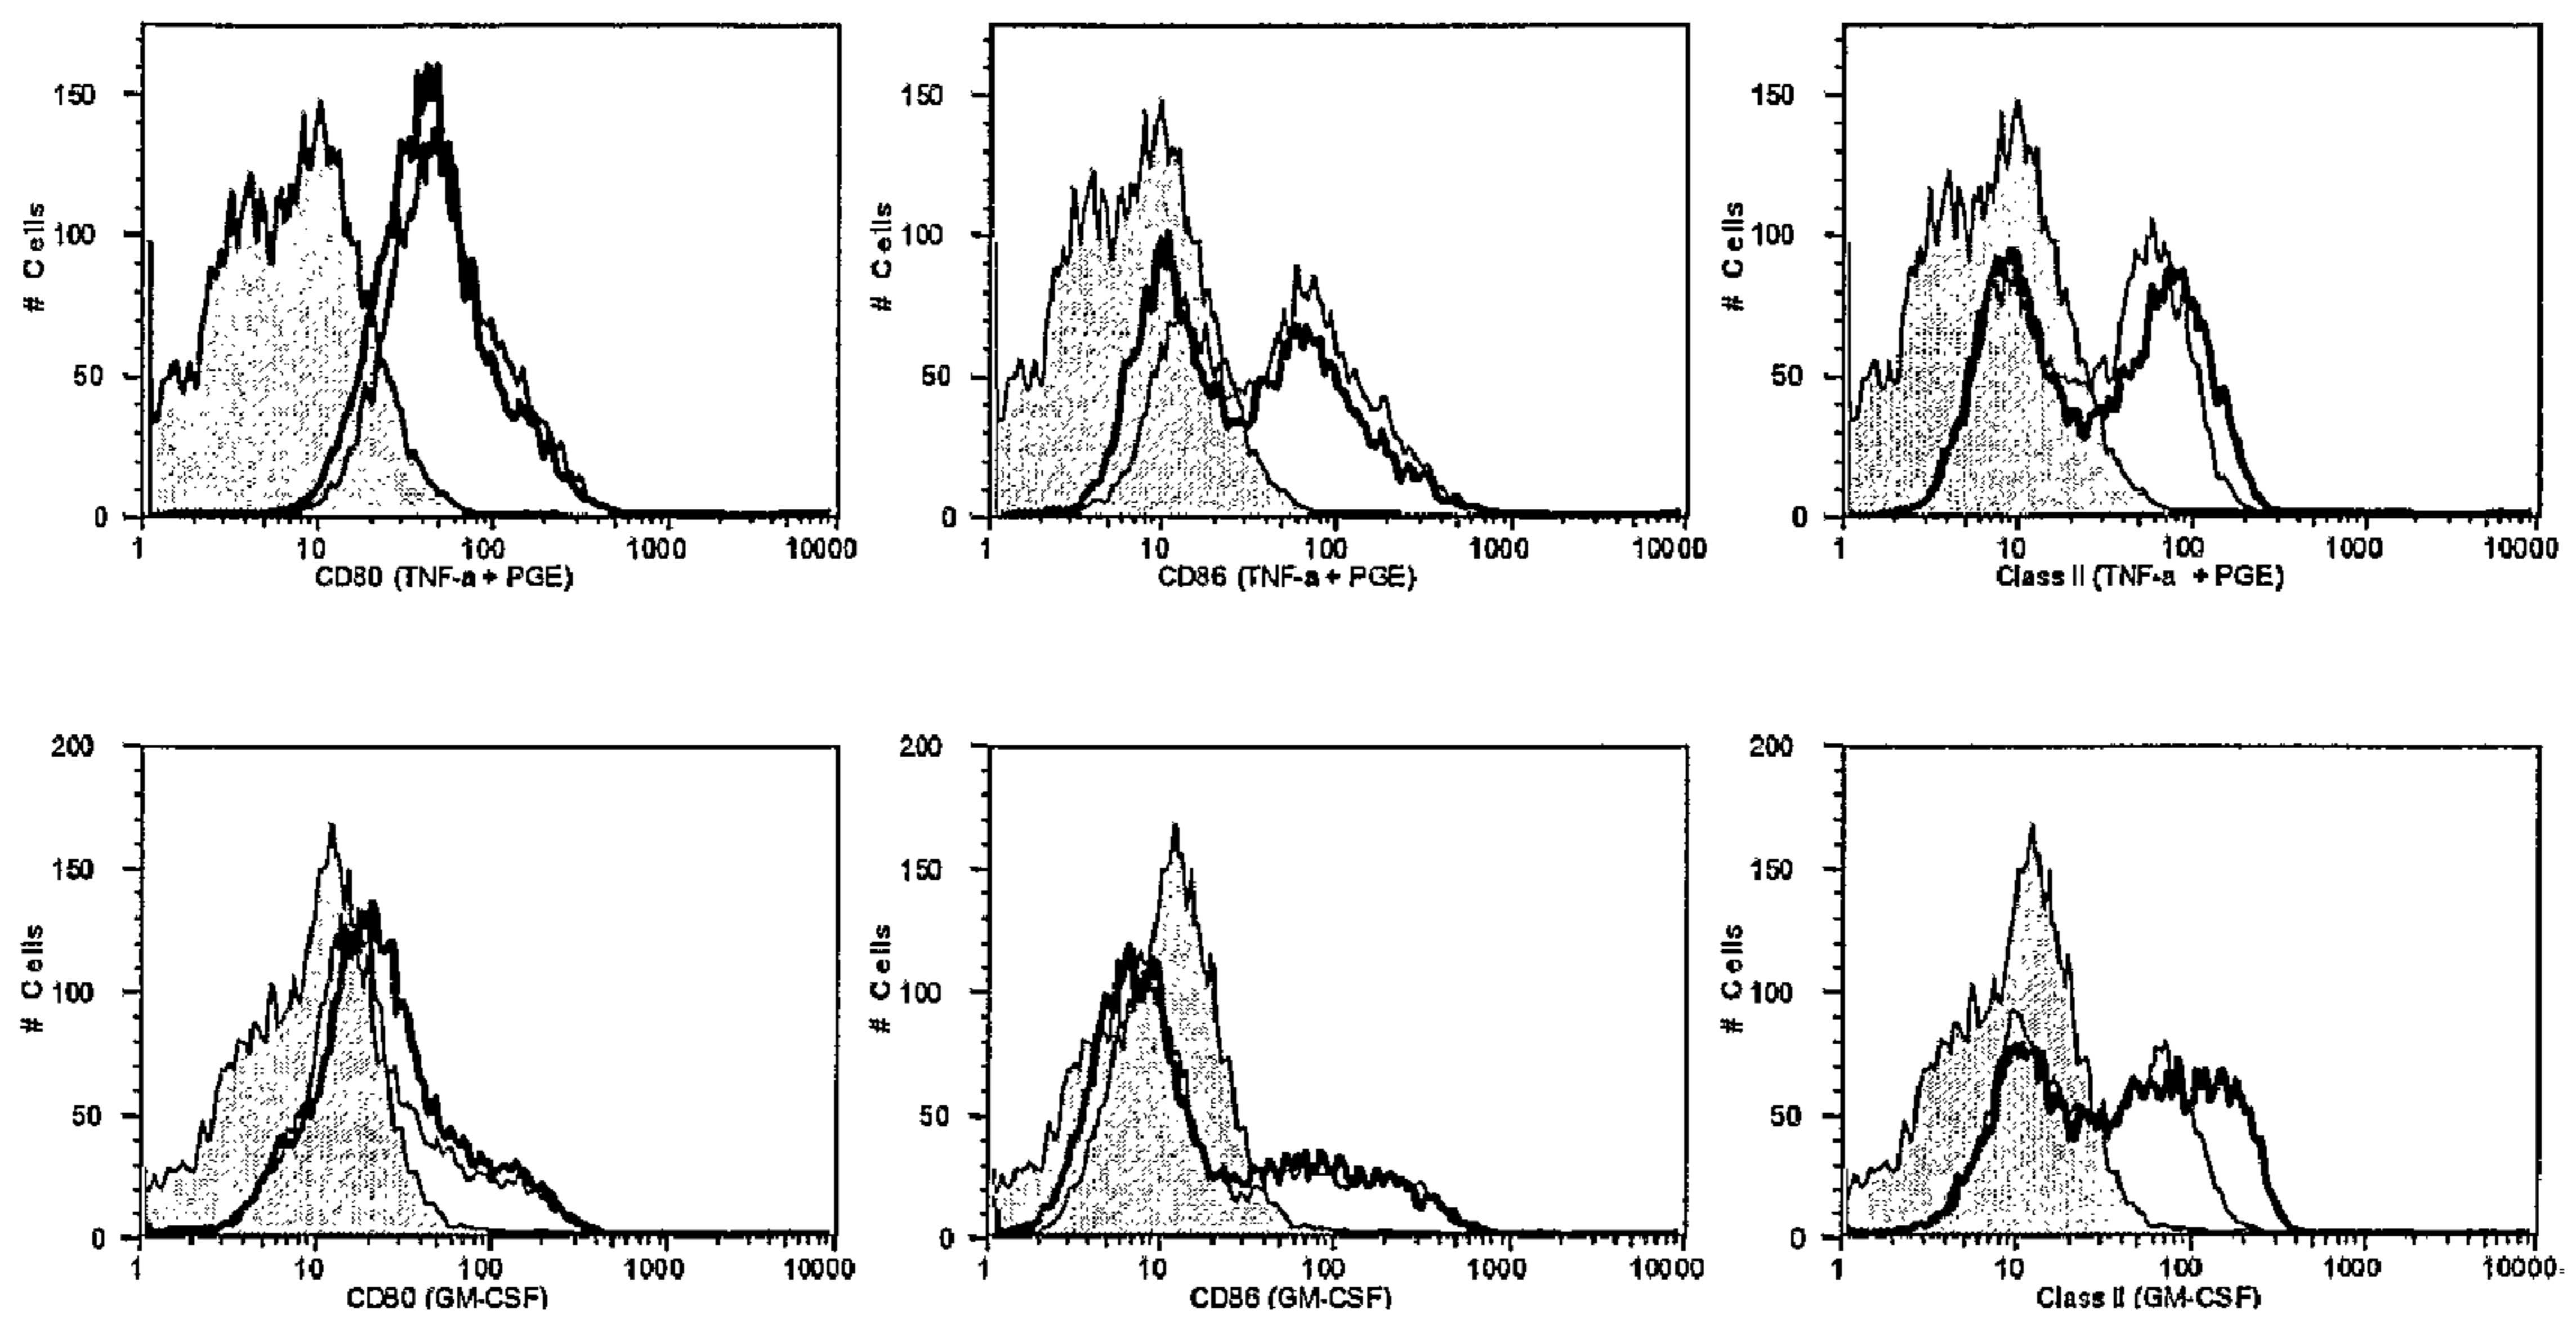 # Cells
150
100
50
0
1 10 100 1000 10000
CD80 (TNF-a + PGE)
# Cells
150
100
50
0
1 10 100 1000 10000
CD86 (TNF-a + PGE)
# Cells
150
100
50
0
1 10 100 1000 10000
Class II (TNF-a + PGE)
# Cells
200
150
100
50
0
1 10 100 1000 10000
CD80 (GM-CSF)
# Cells
200
150
100
50
0
1 10 100 1000 10000
CD86 (GM-CSF)
# Cells
200
150
100
50
0
1 10 100 1000 10000
Class II (GM-CSF)